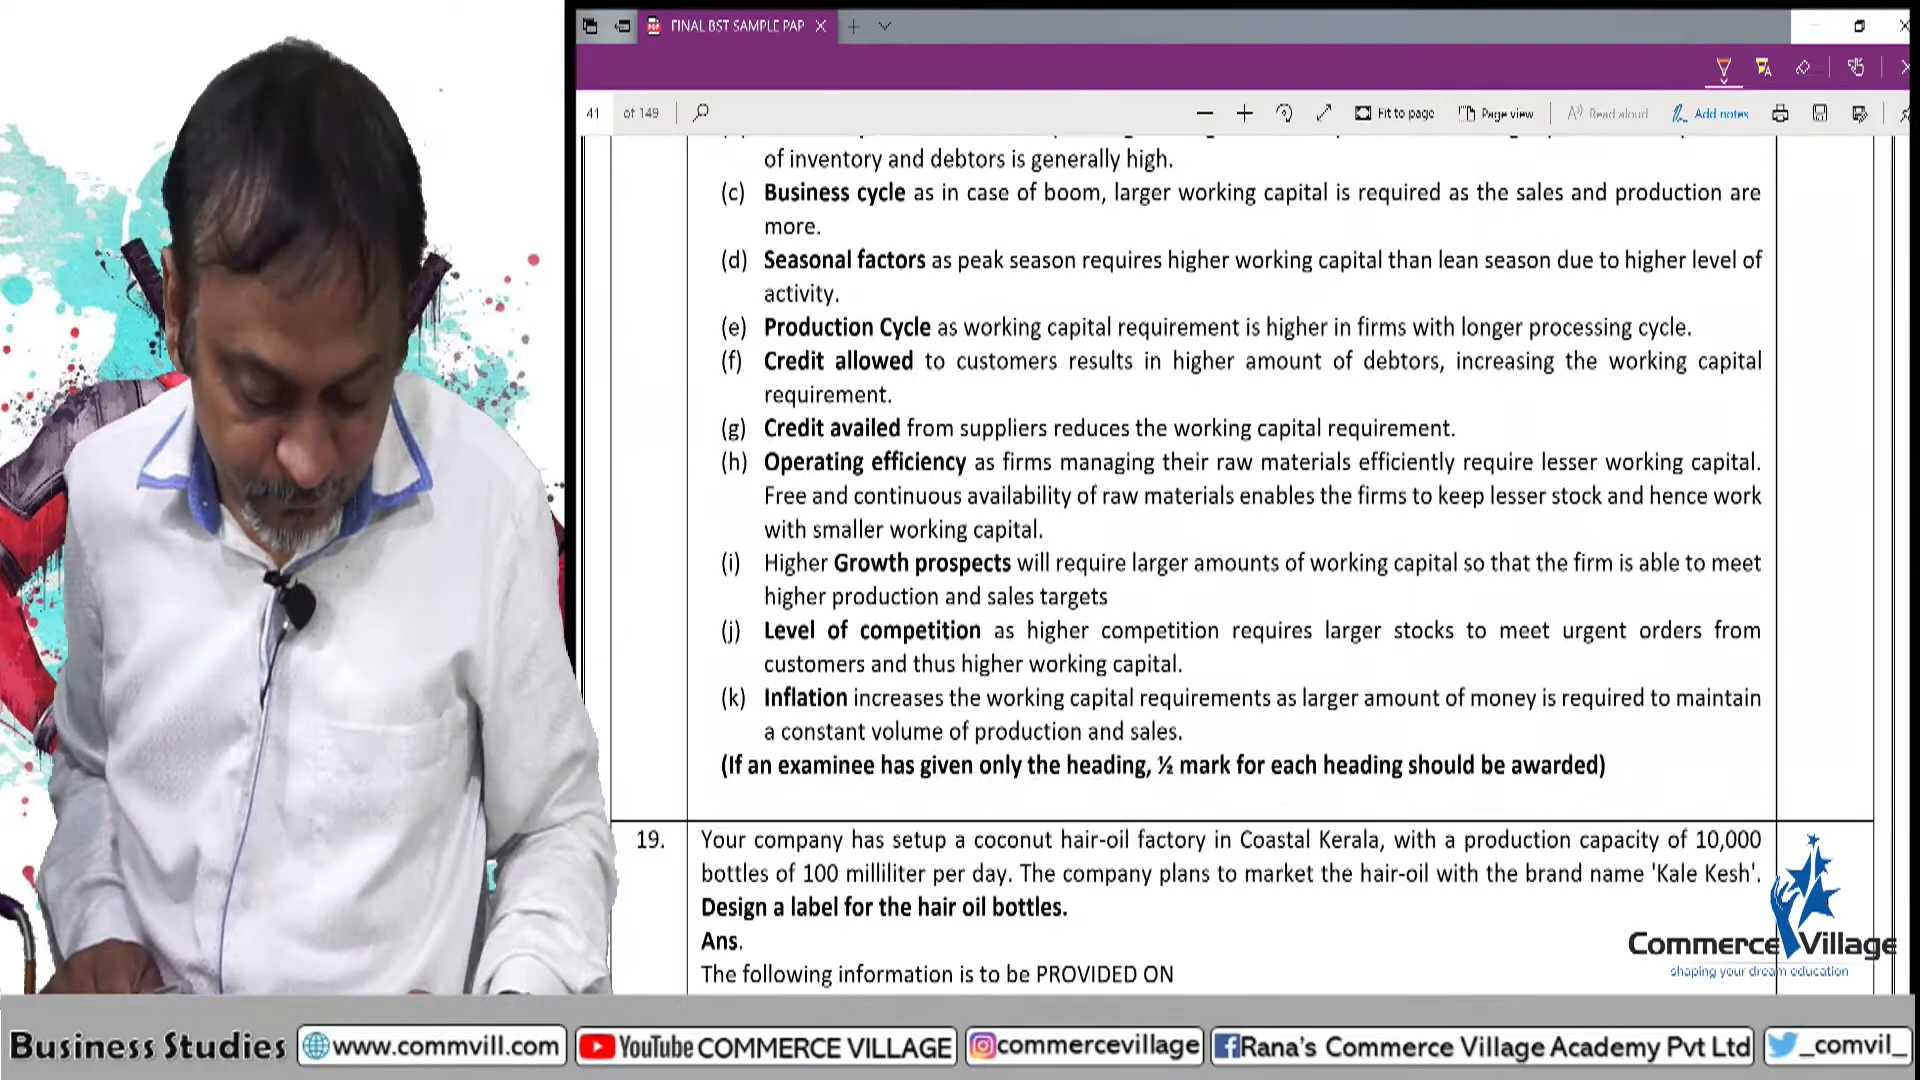 FINAL BST SAMPLE PAP
41 of 149
Fit to page
Page view
Read aloud
Add notes
of inventory and debtors is generally high.
(c) Business cycle as in case of boom, larger working capital is required as the sales and production are
more.
(d) Seasonal factors as peak season requires higher working capital than lean season due to higher level of
activity.
(e) Production Cycle as working capital requirement is higher in firms with longer processing cycle.
(f) Credit allowed to customers results in higher amount of debtors, increasing the working capital
requirement.
(g) Credit availed from suppliers reduces the working capital requirement.
(h) Operating efficiency as firms managing their raw materials efficiently require lesser working capital.
Free and continuous availability of raw materials enables the firms to keep lesser stock and hence work
with smaller working capital.
(i) Higher Growth prospects will require larger amounts of working capital so that the firm is able to meet
higher production and sales targets
(j) Level of competition as higher competition requires larger stocks to meet urgent orders from
customers and thus higher working capital.
(k) Inflation increases the working capital requirements as larger amount of money is required to maintain
a constant volume of production and sales.
(If an examinee has given only the heading, ½ mark for each heading should be awarded)
19. Your company has setup a coconut hair-oil factory in Coastal Kerala, with a production capacity of 10,000
bottles of 100 milliliter per day. The company plans to market the hair-oil with the brand name 'Kale Kesh'.
Design a label for the hair oil bottles.
Ans.
The following information is to be PROVIDED ON
Commerce Village
shaping your dream education
Business Studies
www.commvill.com
YouTube COMMERCE VILLAGE
commercevillage
Rana's Commerce Village Academy Pvt Ltd
_comvil_